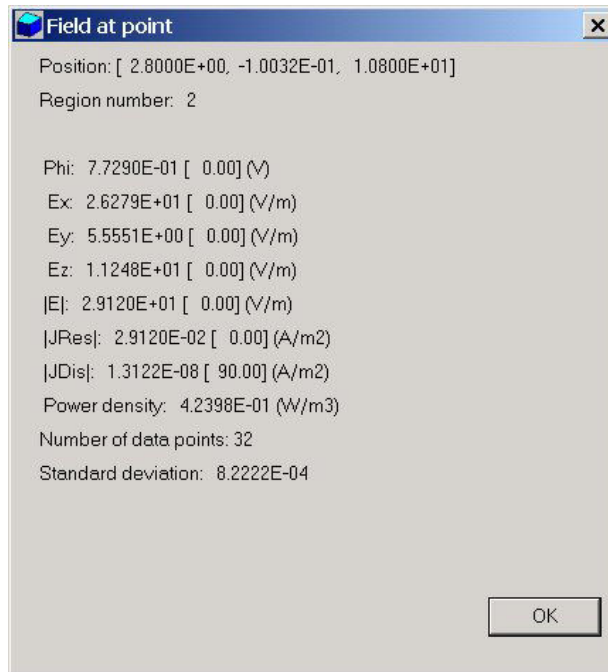 Field at point
Position: [ 2.8000E+00, -1.0032E-01, 1.0800E+01]
Region number: 2
Phi: 7.7290E-01 [ 0.00] (V)
Ex: 2.6279E+01 [ 0.00] (V/m)
Ey: 5.5551E+00 [ 0.00] (V/m)
Ez: 1.1248E+01 [ 0.00] (V/m)
|E|: 2.9120E+01 [ 0.00] (V/m)
|JRes|: 2.9120E-02 [ 0.00] (A/m2)
|JDis|: 1.3122E-08 [ 90.00] (A/m2)
Power density: 4.2398E-01 (W/m3)
Number of data points: 32
Standard deviation: 8.2222E-04
OK